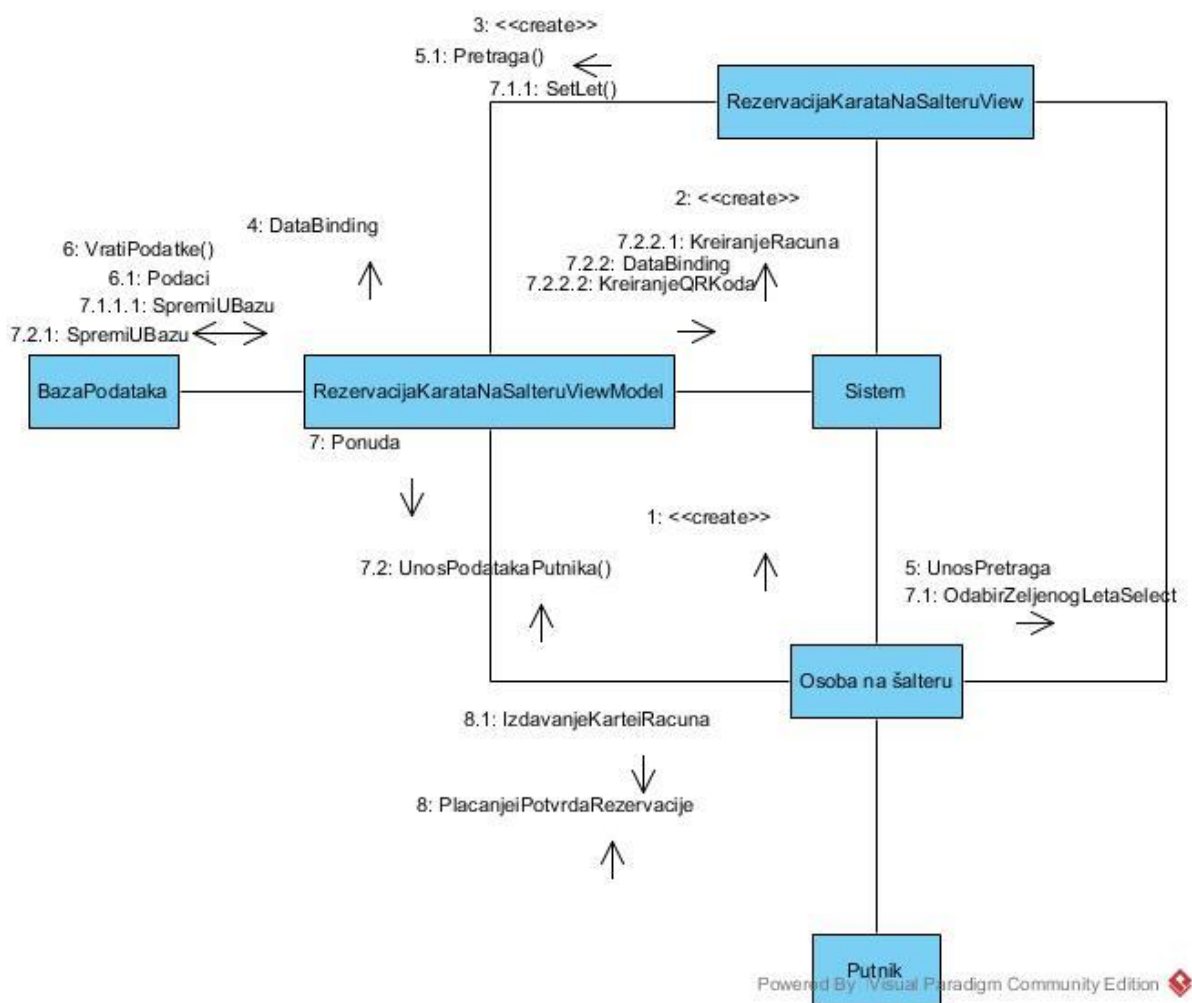 3: <<create>>
5.1: Pretraga()
7.1.1: SetLet()
RezervacijaKarataNaSalteruView
2: <<create>>
4: DataBinding
7.2.2.1: KreiranjeRacuna
6: VratiPodatke()
7.2.2: DataBinding
6.1: Podaci
7.2.2.2: KreiranjeQRKoda
7.1.1.1: SpremiUBazu
7.2.1: SpremiUBazu
BazaPodataka
RezervacijaKarataNaSalteruViewModel
Sistem
7: Ponuda
1: <<create>>
7.2: UnosPodatakaPutnika()
5: UnosPretraga
7.1: OdabirZeljenogLetaSelect
Osoba na šalteru
8.1: IzdavanjeKarteiRacuna
8: PlacanjeiPotvrdaRezervacije
Putnik
Powered By Visual Paradigm Community Edition